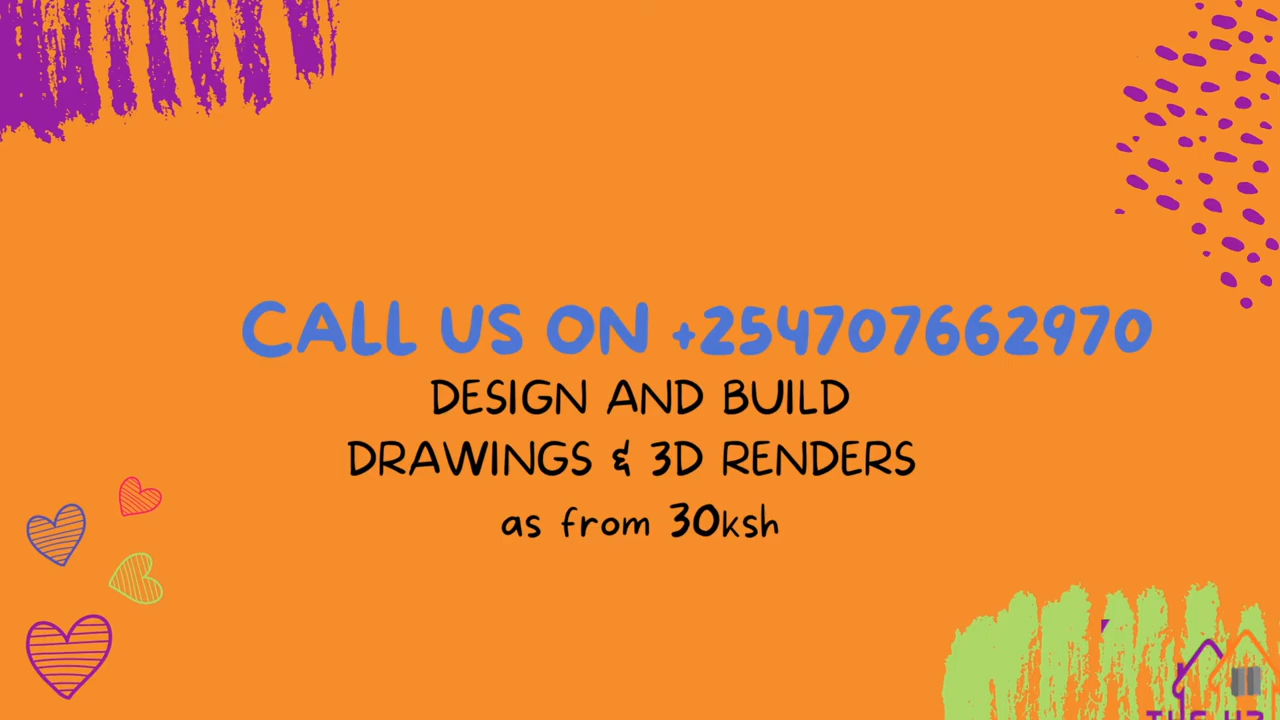 CALL US ON +254707662970
DESIGN AND BUILD
DRAWINGS & 3D RENDERS
as from 30ksh